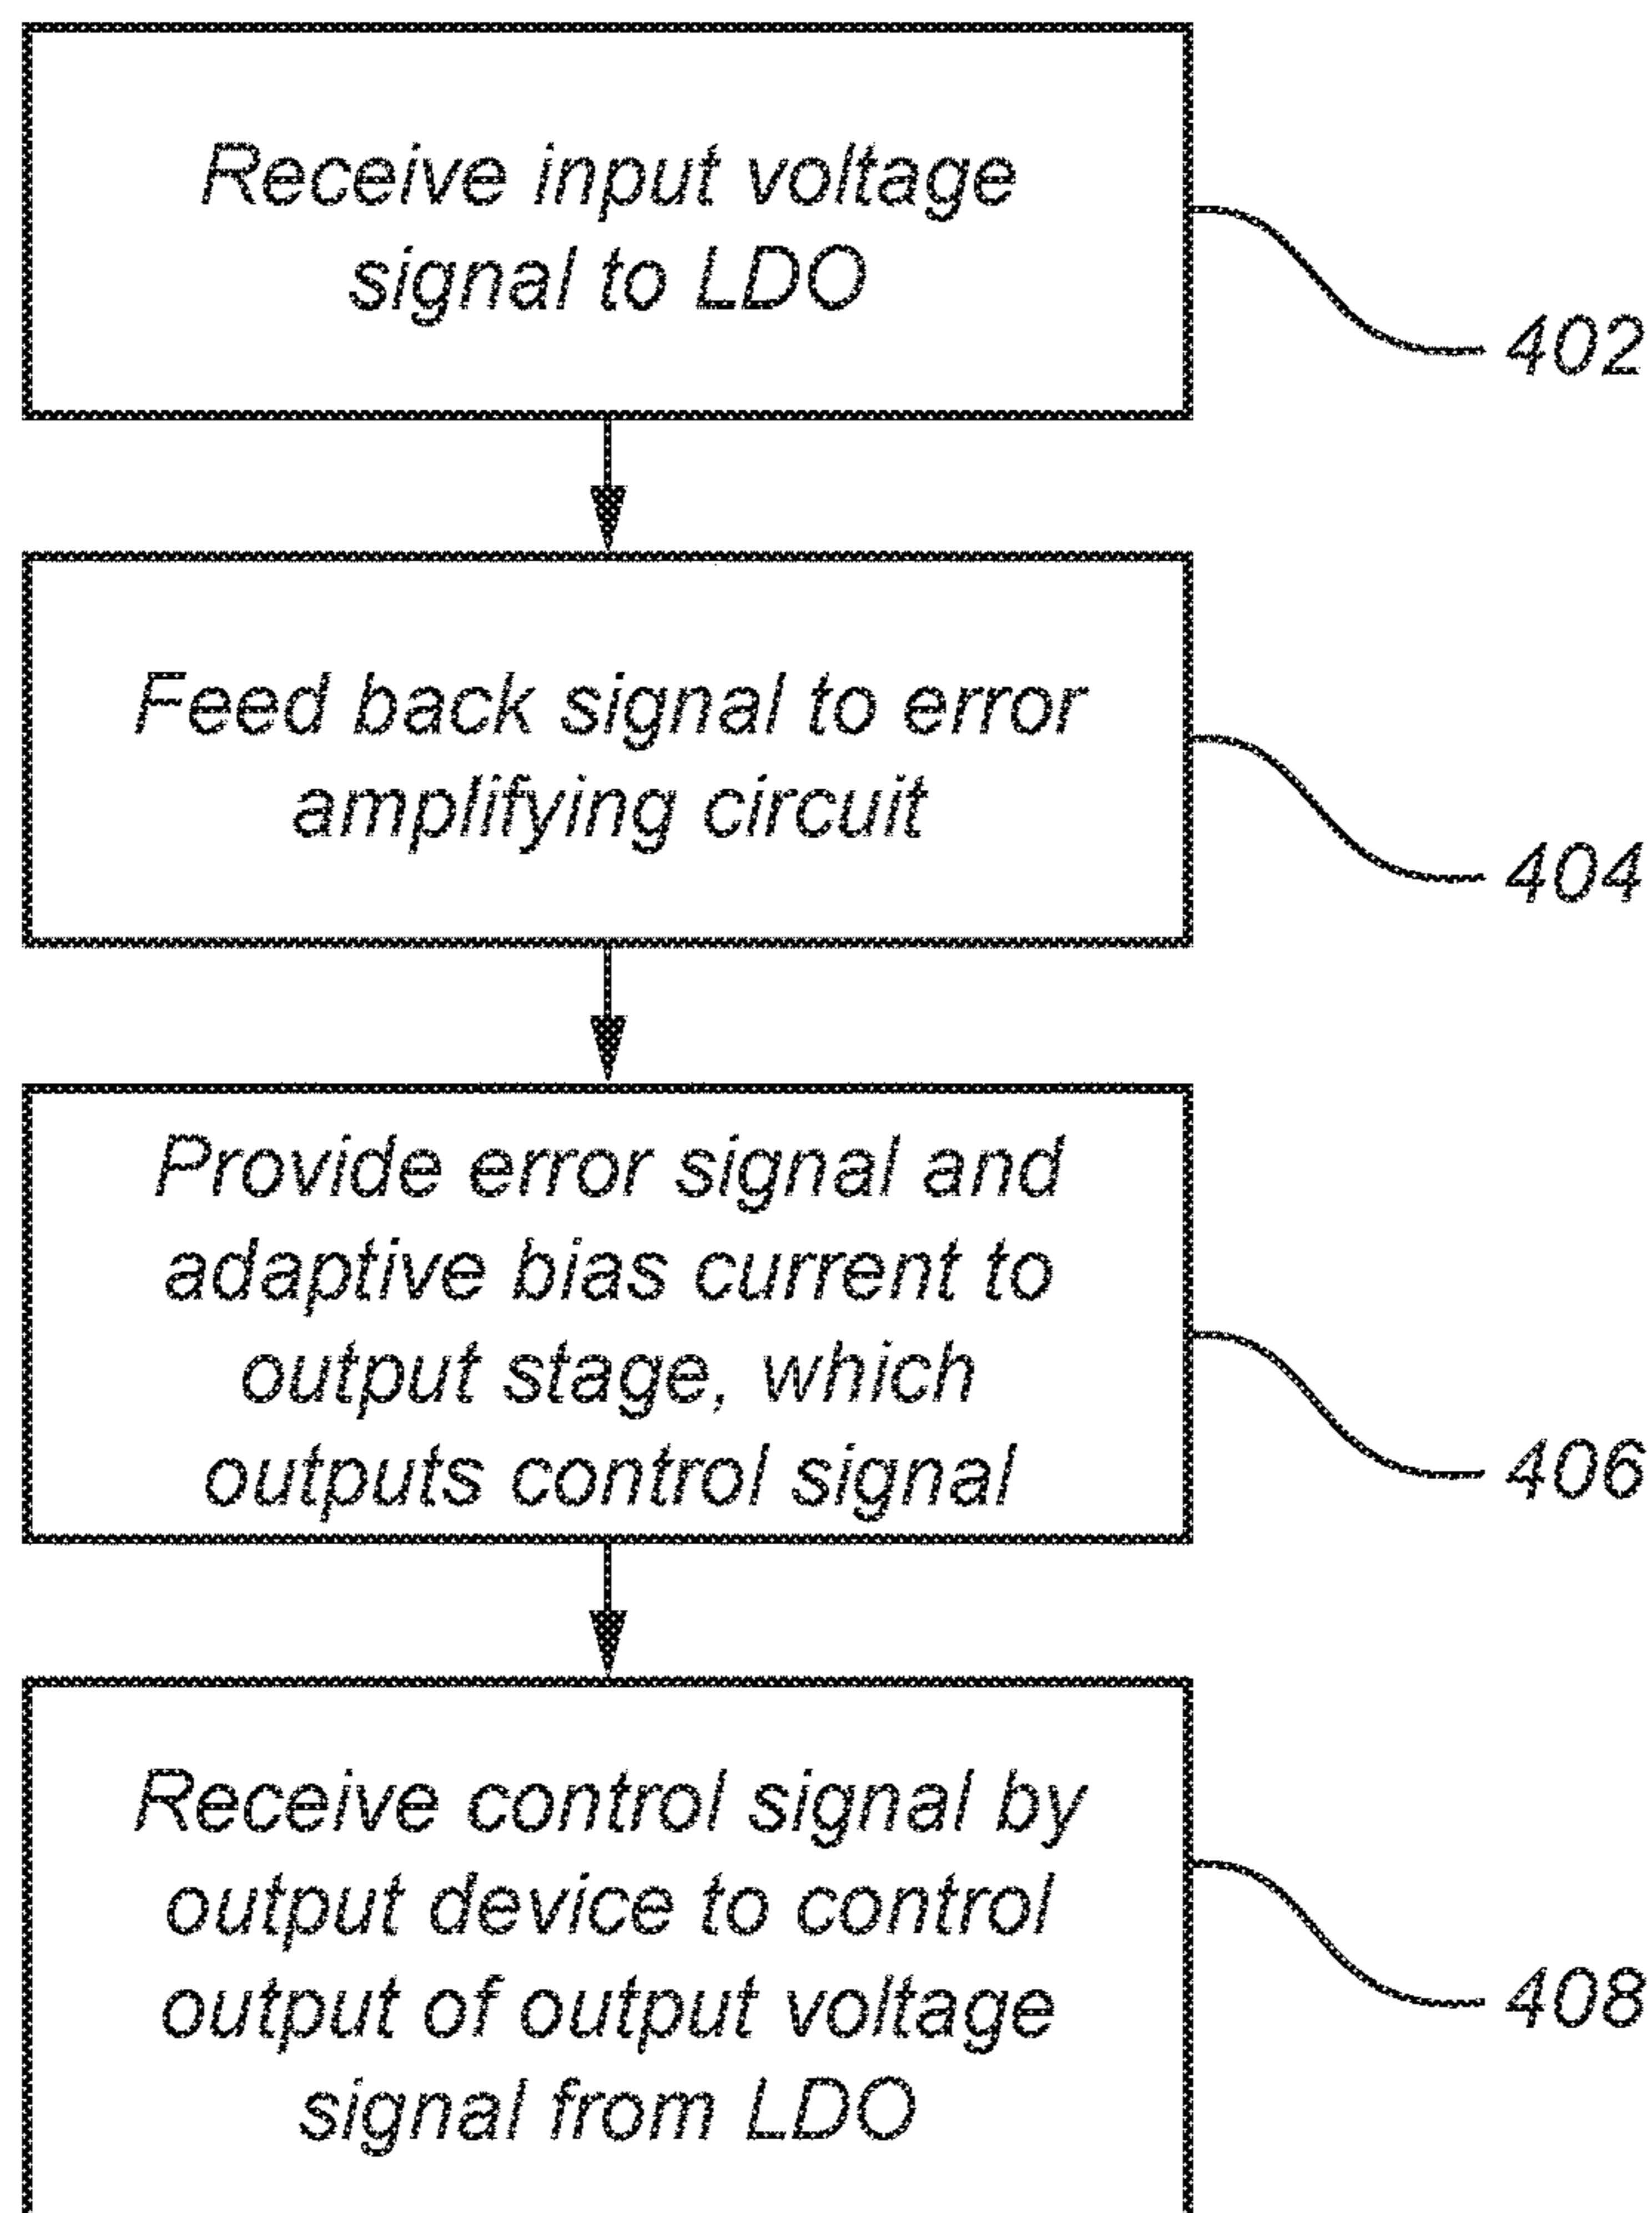 Receive input voltage
signal to LDO
402
Feed back signal to error
amplifying circuit
404
Provide error signal and
adaptive bias current to
output stage, which
outputs control signal
406
Receive control signal by
output device to control
output of output voltage
signal from LDO
408